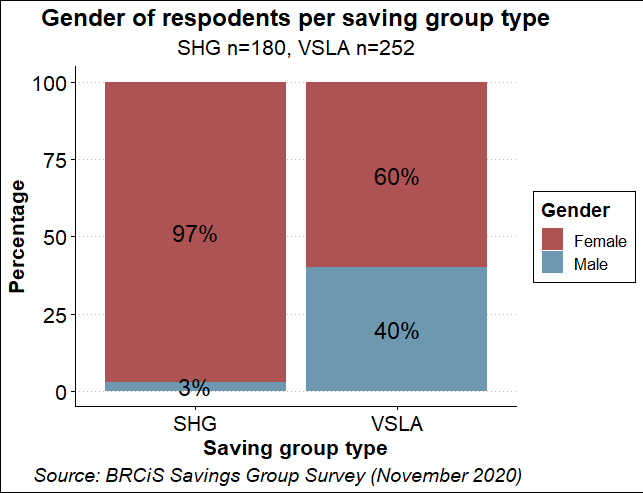 Gender of respodents per saving group type
SHG n=180, VSLA n=252
100
75
50
25
0
Percentage
97%
3%
60%
40%
SHG
VSLA
Saving group type
Gender
Female
Male
Source: BRCiS Savings Group Survey (November 2020)